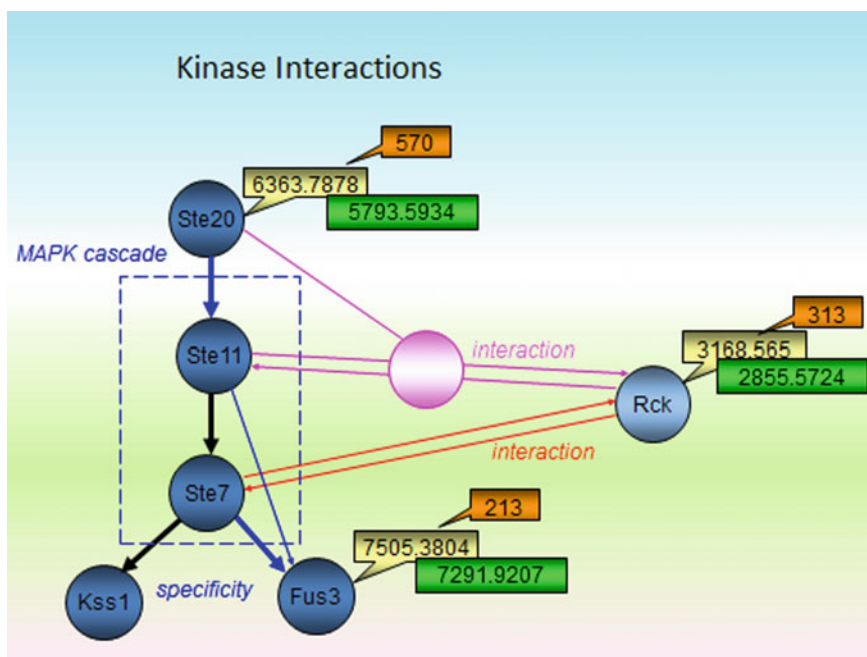 Kinase Interactions
570
6363.7878
5793.5934
Ste20
MAPK cascade
313
3168.565
2855.5724
Ste11
interaction
Rck
interaction
Ste7
213
7505.3804
7291.9207
Kss1
specificity
Fus3